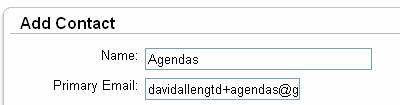 Add Contact
Name: Agendas
Primary Email: davidallengtd+agendas@g